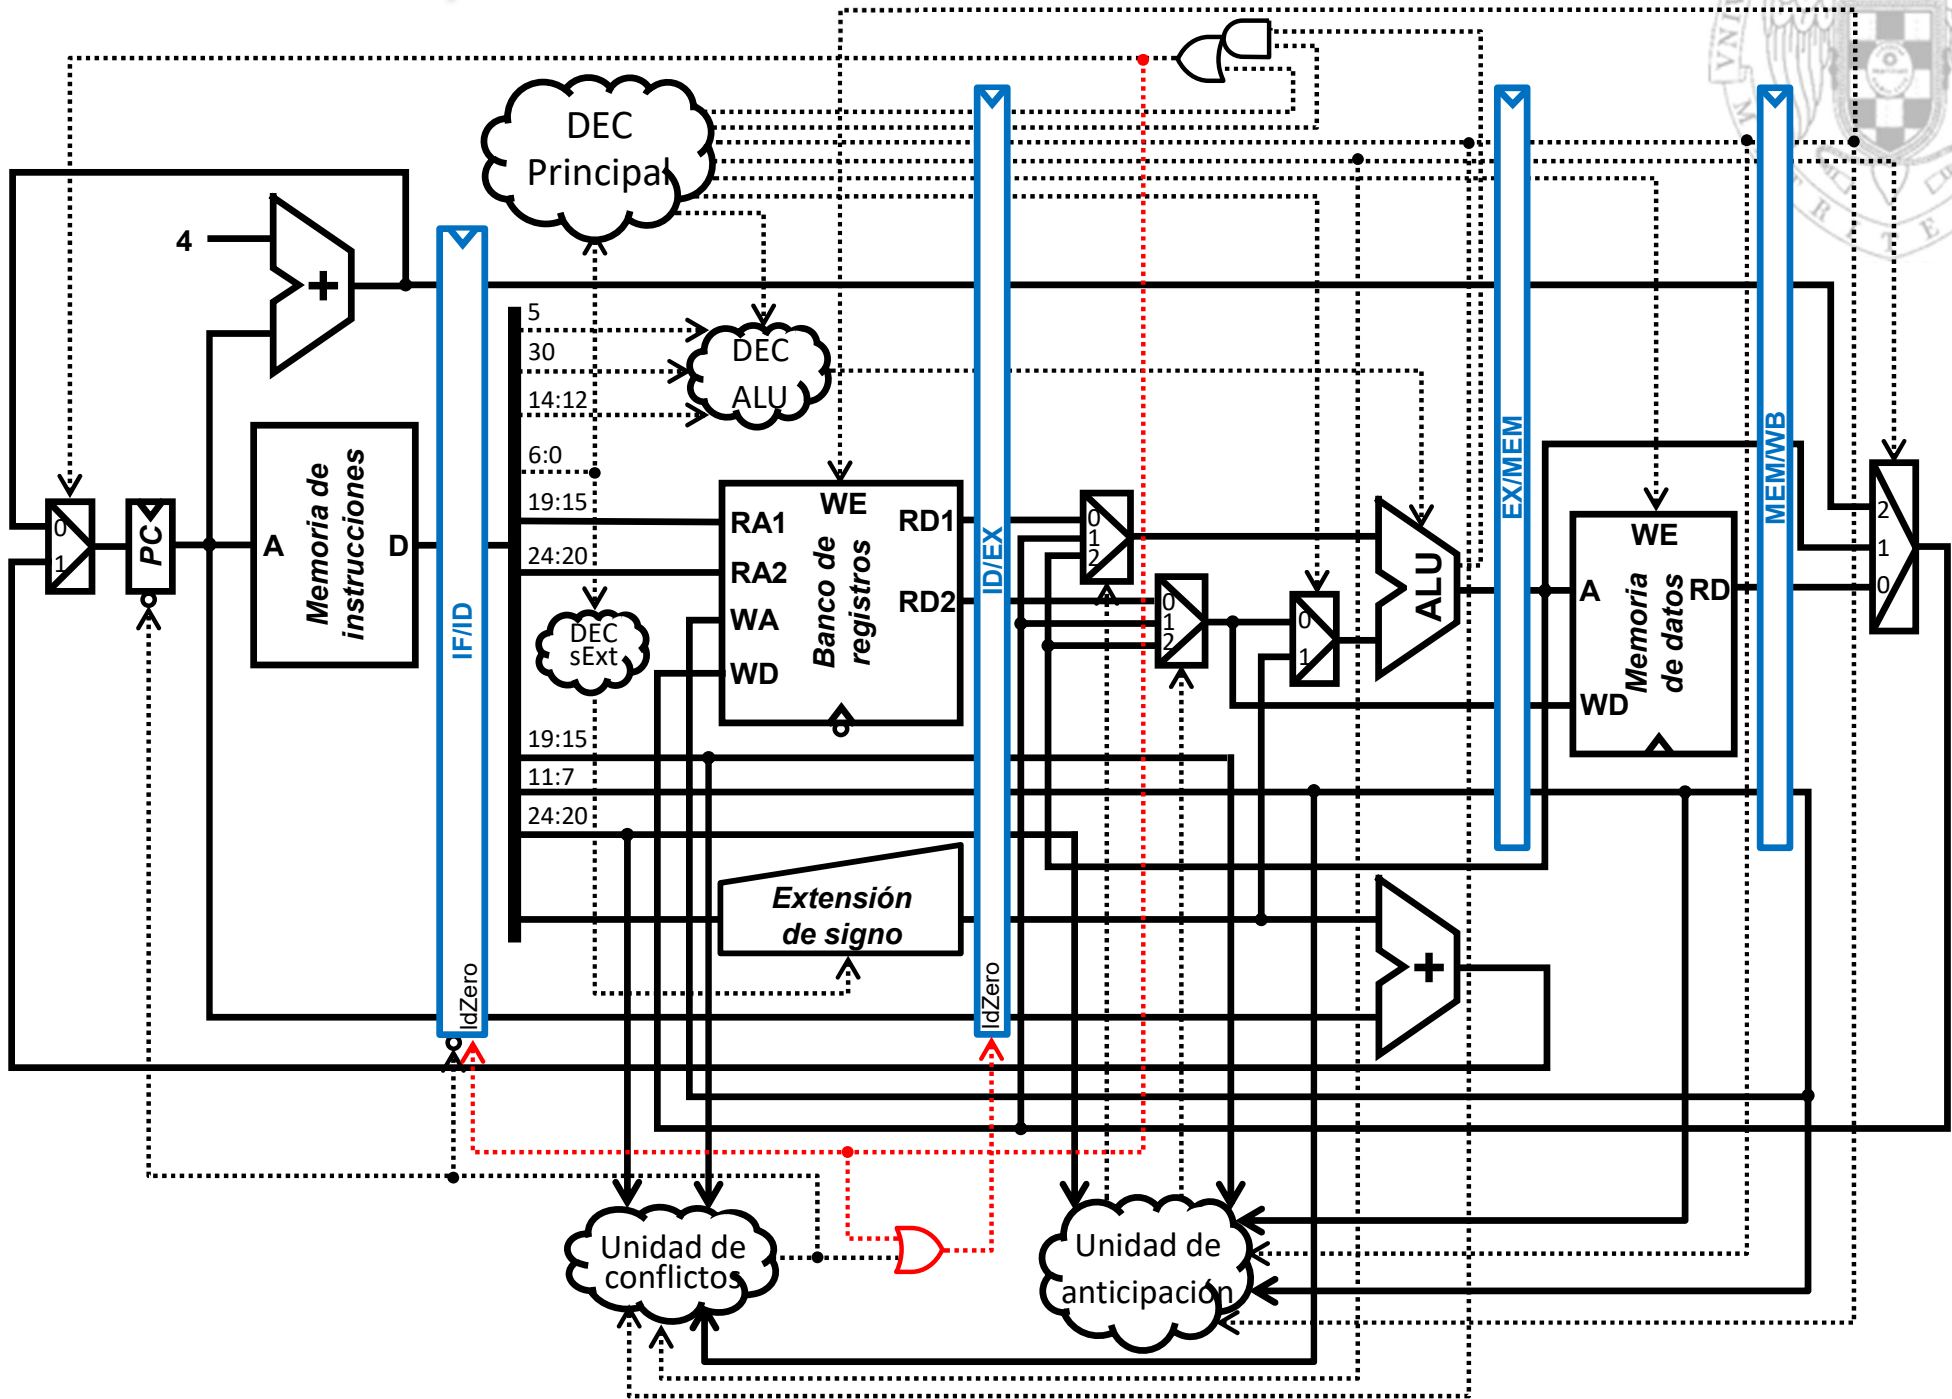 DEC
Principal
4
+
5
30
14:12
6:0
19:15
24:20
DEC
ALU
IF/ID
ldZero
0
1
PC
A
D
Memoria de
instrucciones
DEC
sExt
WE
RA1
RA2
WA
WD
RD1
RD2
Banco de
registros
19:15
11:7
24:20
Extensión
de signo
ID/EX
ldZero
0
1
2
0
1
2
0
1
ALU
+
EX/MEM
WE
A
RD
WD
Memoria
de datos
MEM/WB
2
1
0
Unidad de
conflictos
Unidad de
anticipación